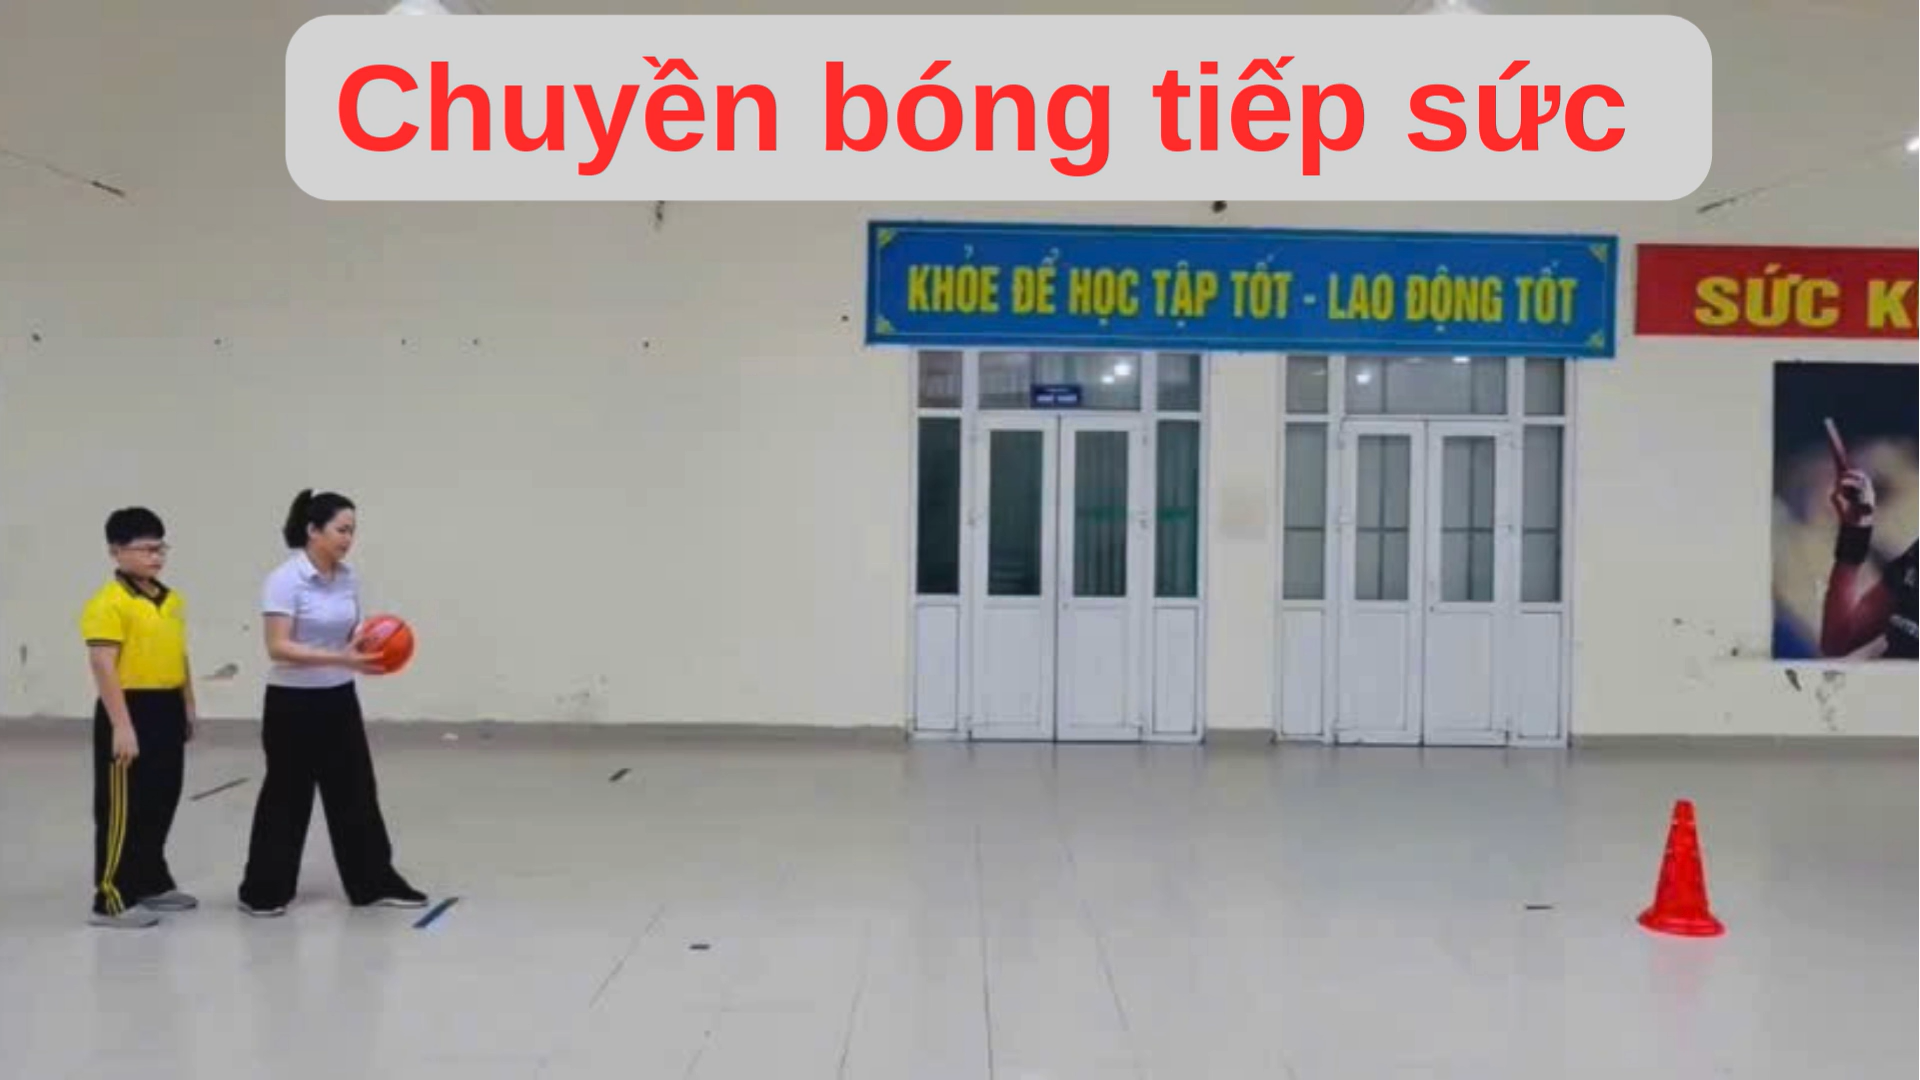 Chuyền bóng tiếp sức
KHỎE ĐỂ HỌC TẬP TỐT - LAO ĐỘNG TỐT
SỨC